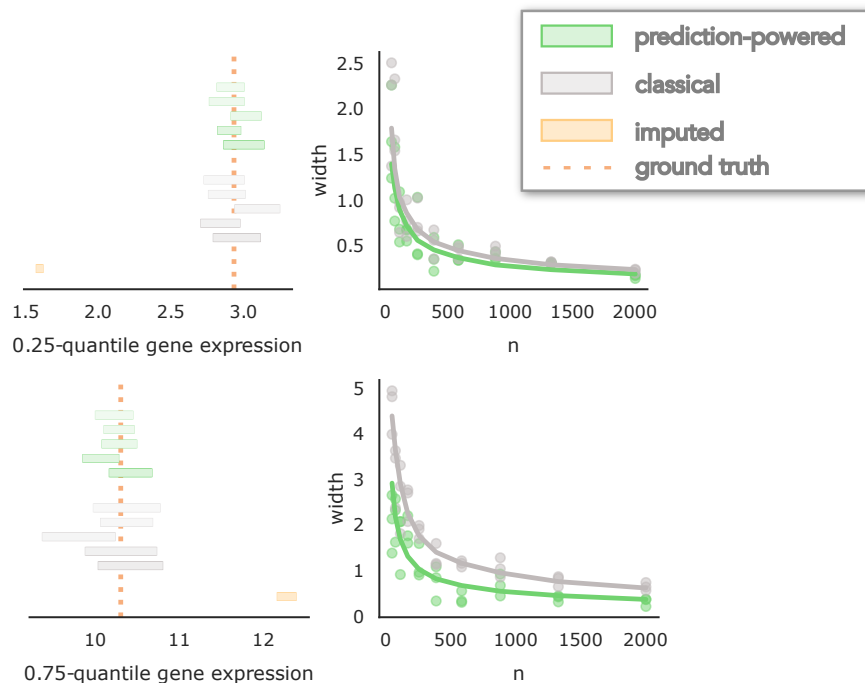 prediction-powered
classical
imputed
ground truth
2.5
2.0
1.5
1.0
0.5
width
1.5 2.0 2.5 3.0
0.25-quantile gene expression
0 500 1000 1500 2000
n
5
4
3
2
1
0
width
10 11 12
0.75-quantile gene expression
0 500 1000 1500 2000
n